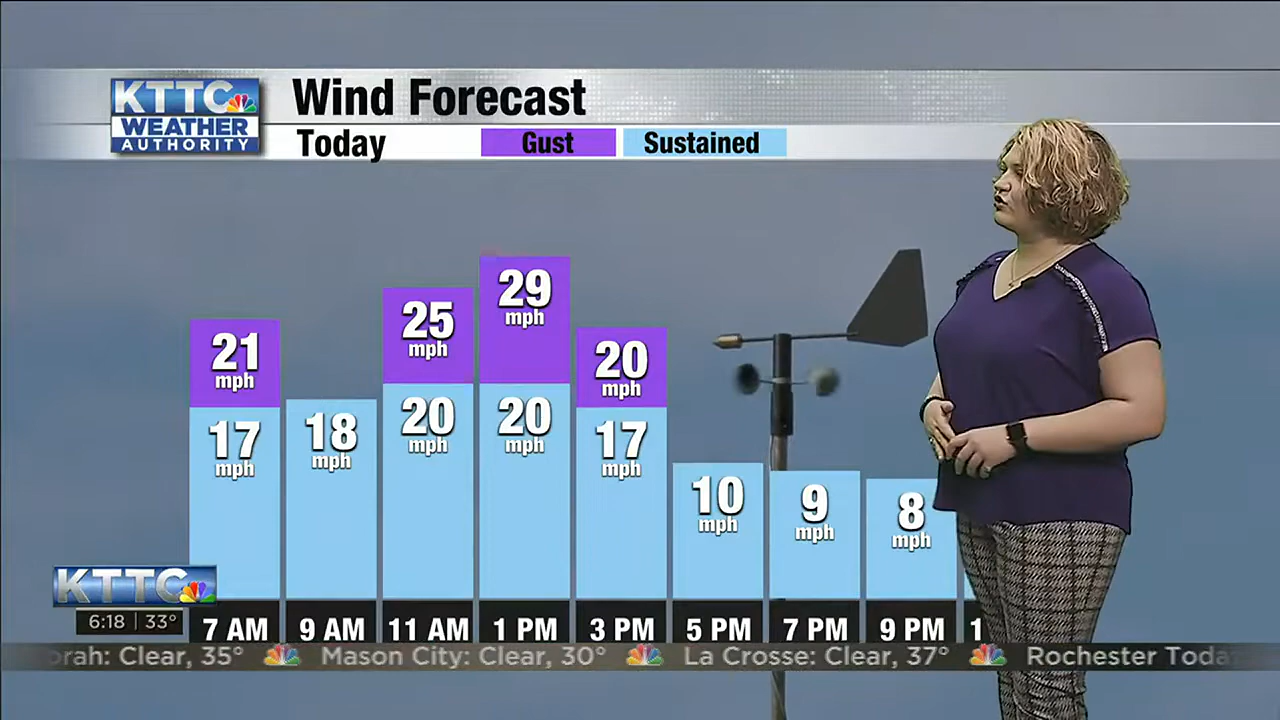 KTTC
WEATHER
AUTHORITY
Wind Forecast
Today
Gust
Sustained
21
mph
17
mph
18
mph
25
mph
20
mph
29
mph
20
mph
20
mph
17
mph
10
mph
9
mph
8
mph
KTTC
6:18 33°
7 AM 9 AM 11 AM 1 PM 3 PM 5 PM 7 PM 9 PM 1
orah: Clear, 35° Mason City: Clear, 30° La Crosse: Clear, 37° Rochester Toda